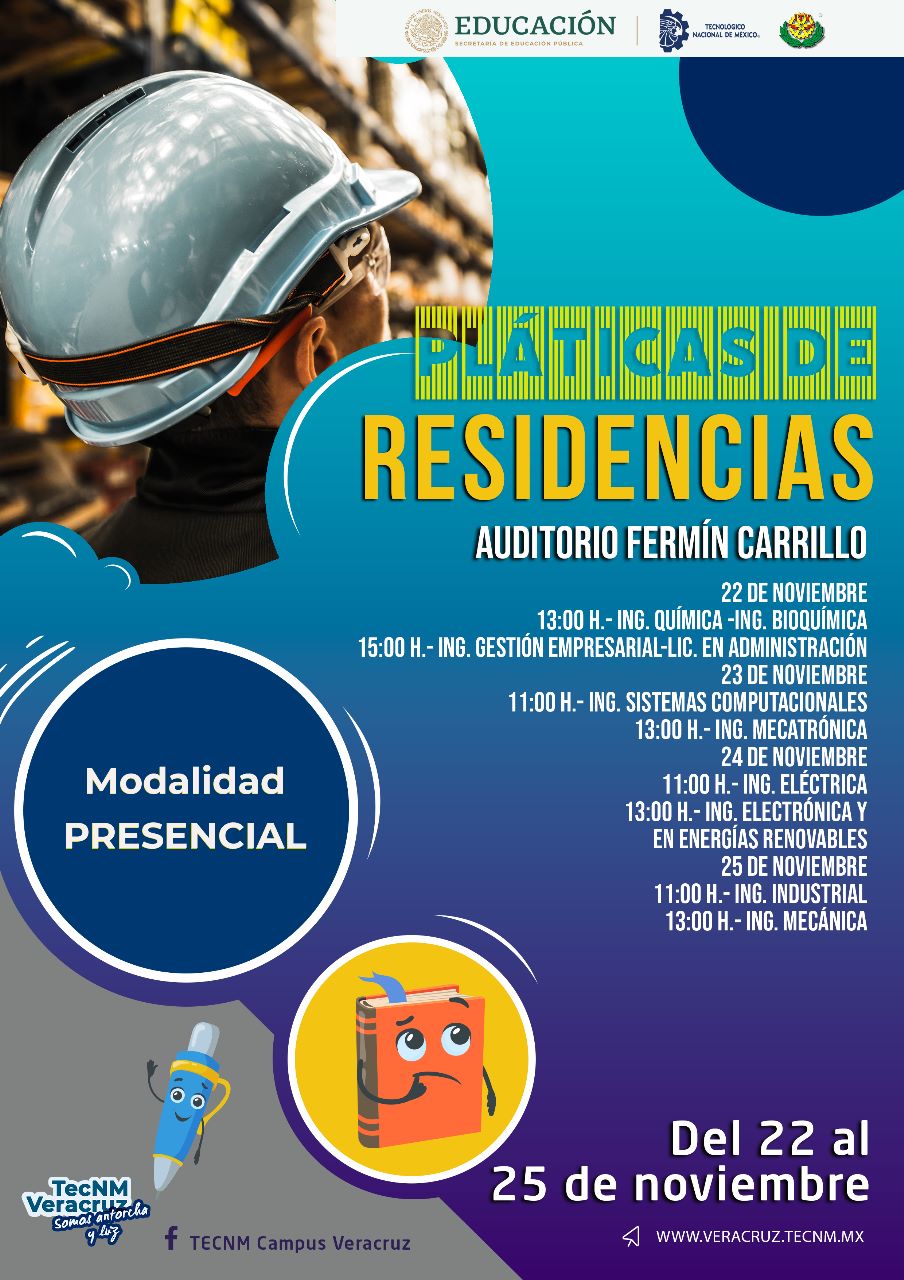 EDUCACIÓN
SECRETARÍA DE EDUCACIÓN PÚBLICA
TECNOLÓGICO
NACIONAL DE MÉXICO
PLÁTICAS DE
RESIDENCIAS
AUDITORIO FERMÍN CARRILLO
22 DE NOVIEMBRE
13:00 H.- ING. QUÍMICA -ING. BIOQUÍMICA
15:00 H.- ING. GESTIÓN EMPRESARIAL-LIC. EN ADMINISTRACIÓN
23 DE NOVIEMBRE
11:00 H.- ING. SISTEMAS COMPUTACIONALES
13:00 H.- ING. MECATRÓNICA
24 DE NOVIEMBRE
11:00 H.- ING. ELÉCTRICA
13:00 H.- ING. ELECTRÓNICA Y
EN ENERGÍAS RENOVABLES
25 DE NOVIEMBRE
11:00 H.- ING. INDUSTRIAL
13:00 H.- ING. MECÁNICA
Modalidad
PRESENCIAL
Del 22 al
25 de noviembre
TecNM
Veracruz
somos antorcha
y luz
f TECNM Campus Veracruz
WWW.VERACRUZ.TECNM.MX